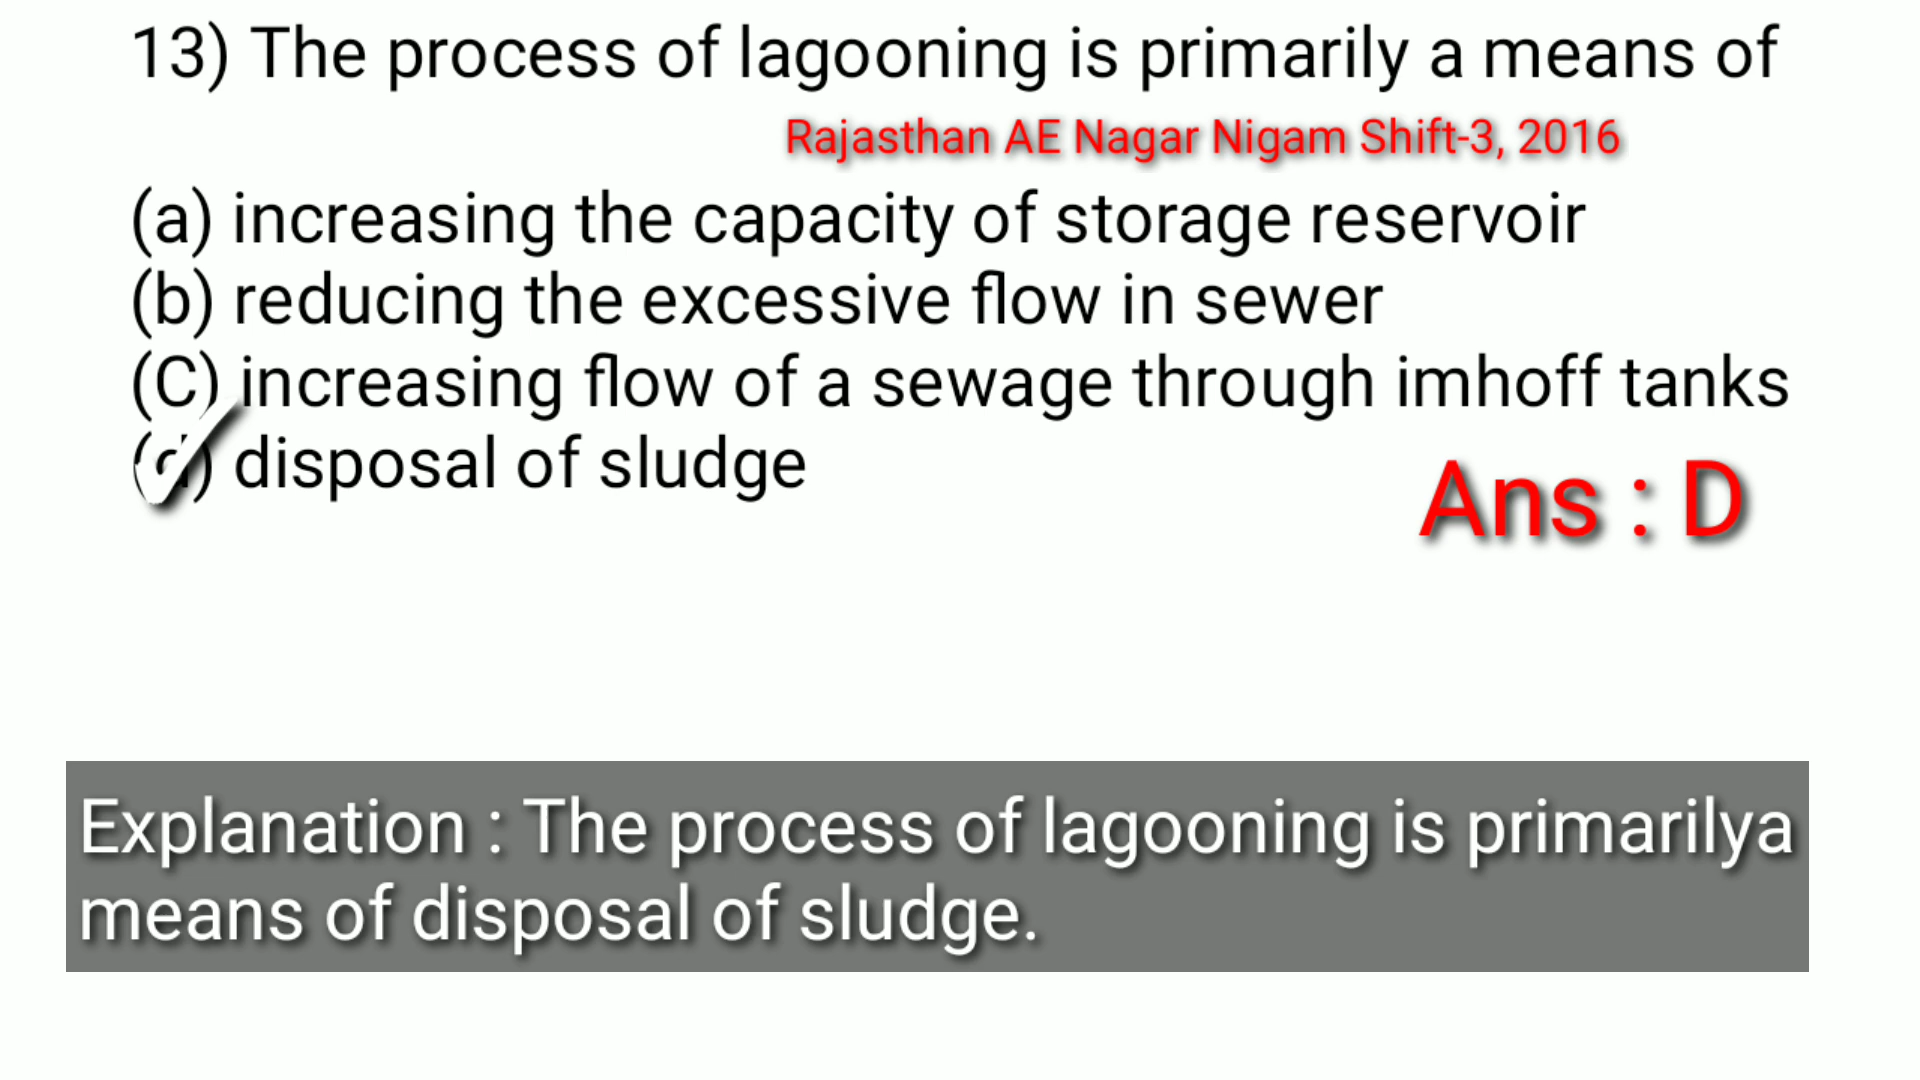 13) The process of lagooning is primarily a means of
Rajasthan AE Nagar Nigam Shift-3, 2016
(a) increasing the capacity of storage reservoir
(b) reducing the excessive flow in sewer
(C) increasing flow of a sewage through imhoff tanks
(d) disposal of sludge
Ans : D
Explanation : The process of lagooning is primarilya
means of disposal of sludge.